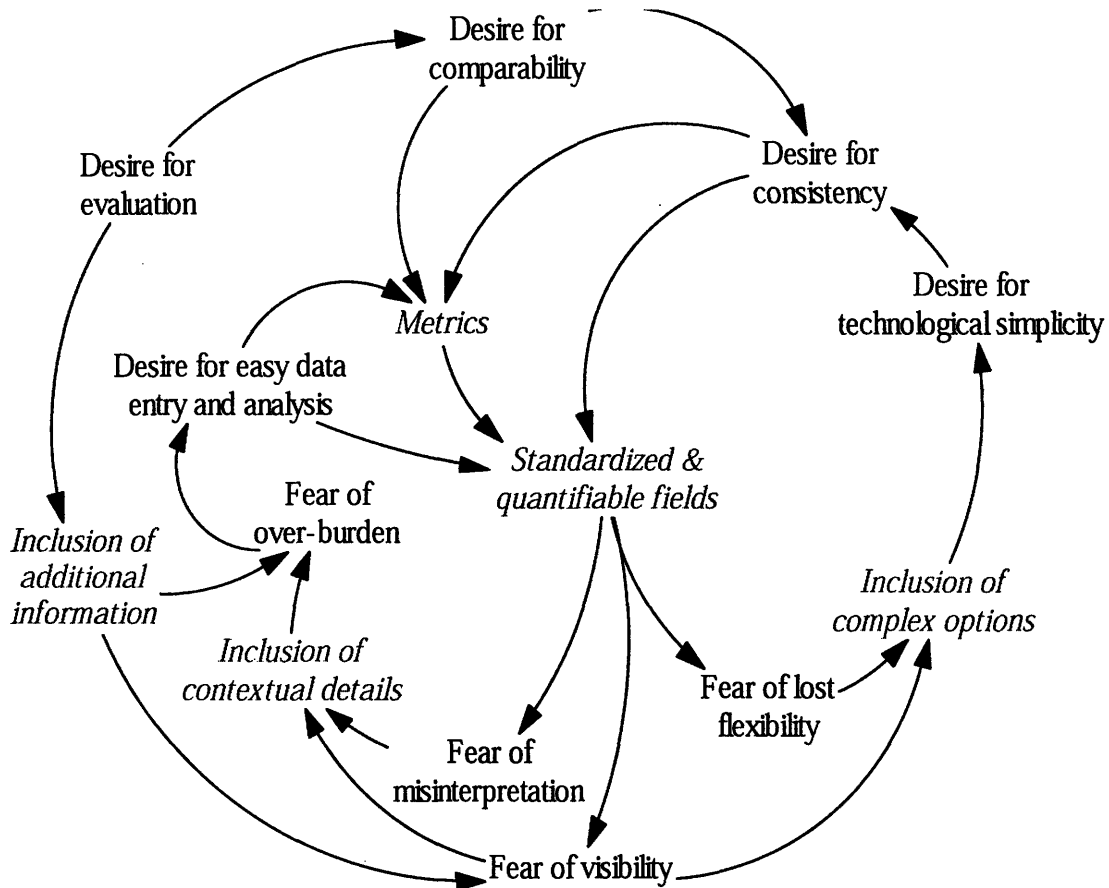 Desire for
comparability
Desire for
evaluation
Desire for
consistency
Desire for
technological simplicity
Metrics
Desire for easy data
entry and analysis
Standardized &
quantifiable fields
Fear of
over-burden
Inclusion of
additional
information
Inclusion of
complex options
Inclusion of
contextual details
Fear of lost
flexibility
Fear of
misinterpretation
Fear of visibility